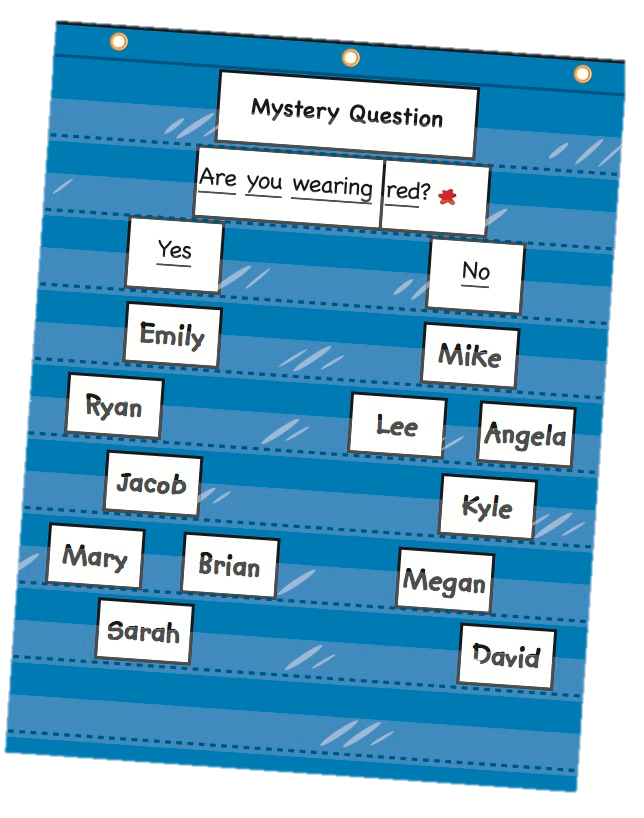 Mystery Question
Are you wearing red?
Yes No
Emily Mike
Ryan Lee Angela
Jacob Kyle
Mary Brian Megan
Sarah David